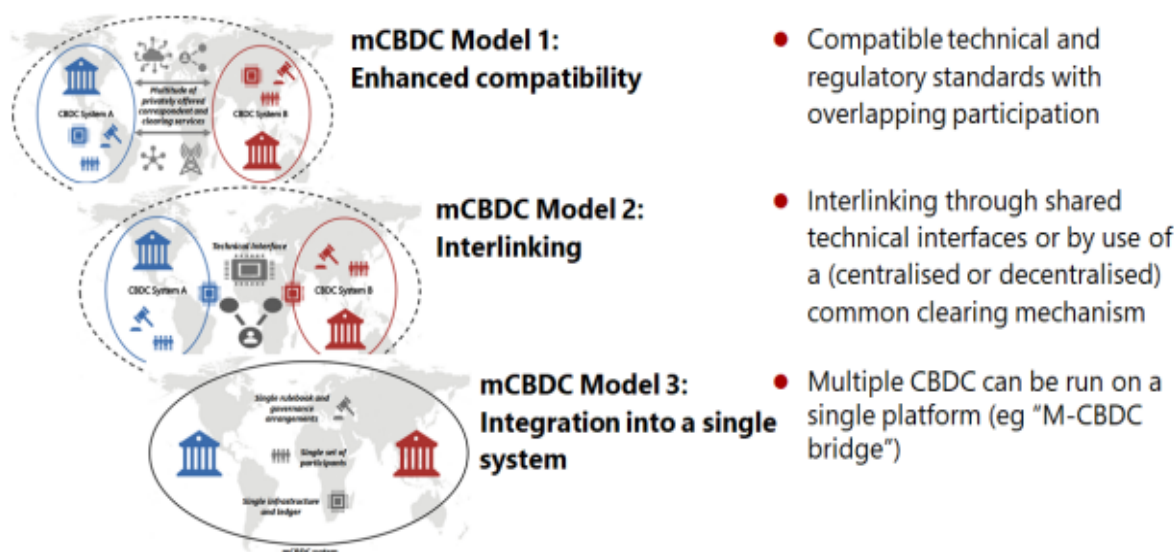 mCBDC Model 1:
Enhanced compatibility
Multitude of
privately offered
correspondent and
clearing services
CBDC System A
CBDC System B
● Compatible technical and
regulatory standards with
overlapping participation
mCBDC Model 2:
Interlinking
Technical Interface
CBDC System A
CBDC System B
● Interlinking through shared
technical interfaces or by use of
a (centralised or decentralised)
common clearing mechanism
mCBDC Model 3:
Integration into a single
system
Single rulebook and
governance
arrangements
Single set of
participants
Single infrastructure
and ledger
mCBDC system
● Multiple CBDC can be run on a
single platform (eg “M-CBDC
bridge”)